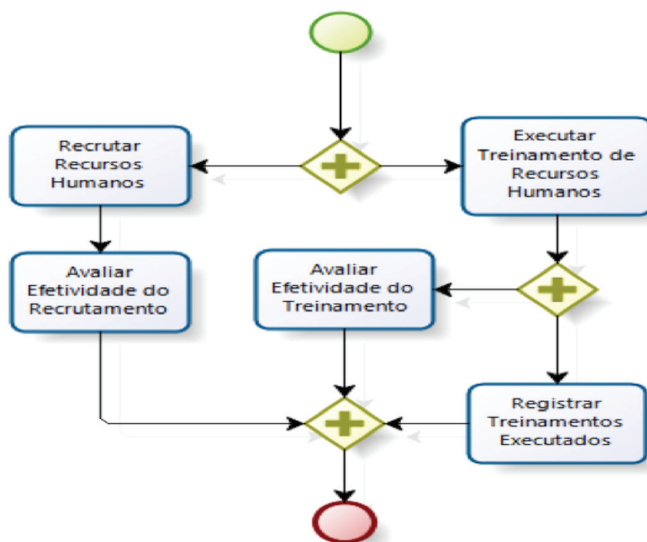 Recrutar
Recursos
Humanos
Executar
Treinamento de
Recursos
Humanos
Avaliar
Efetividade do
Recrutamento
Avaliar
Efetividade do
Treinamento
Registrar
Treinamentos
Executados